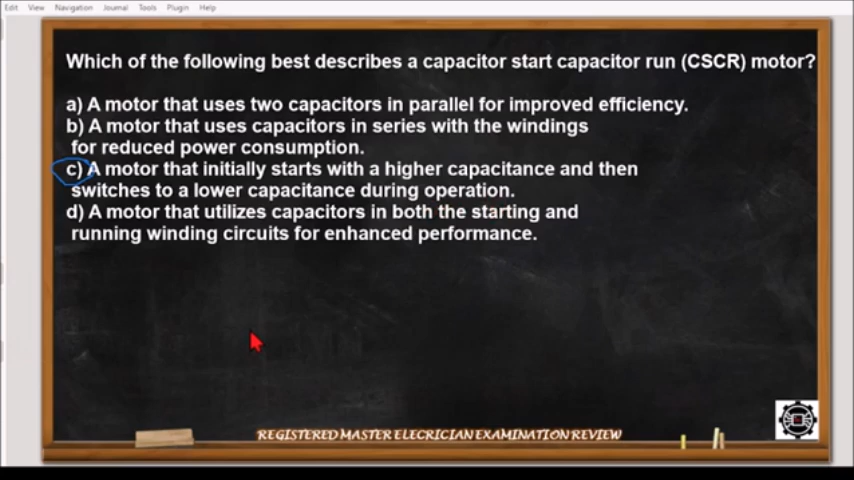 Edit View Navigation Journal Tools Plugin Help
Which of the following best describes a capacitor start capacitor run (CSCR) motor?
a) A motor that uses two capacitors in parallel for improved efficiency.
b) A motor that uses capacitors in series with the windings
for reduced power consumption.
c) A motor that initially starts with a higher capacitance and then
switches to a lower capacitance during operation.
d) A motor that utilizes capacitors in both the starting and
running winding circuits for enhanced performance.
REGISTERED MASTER ELECRICIAN EXAMINATION REVIEW